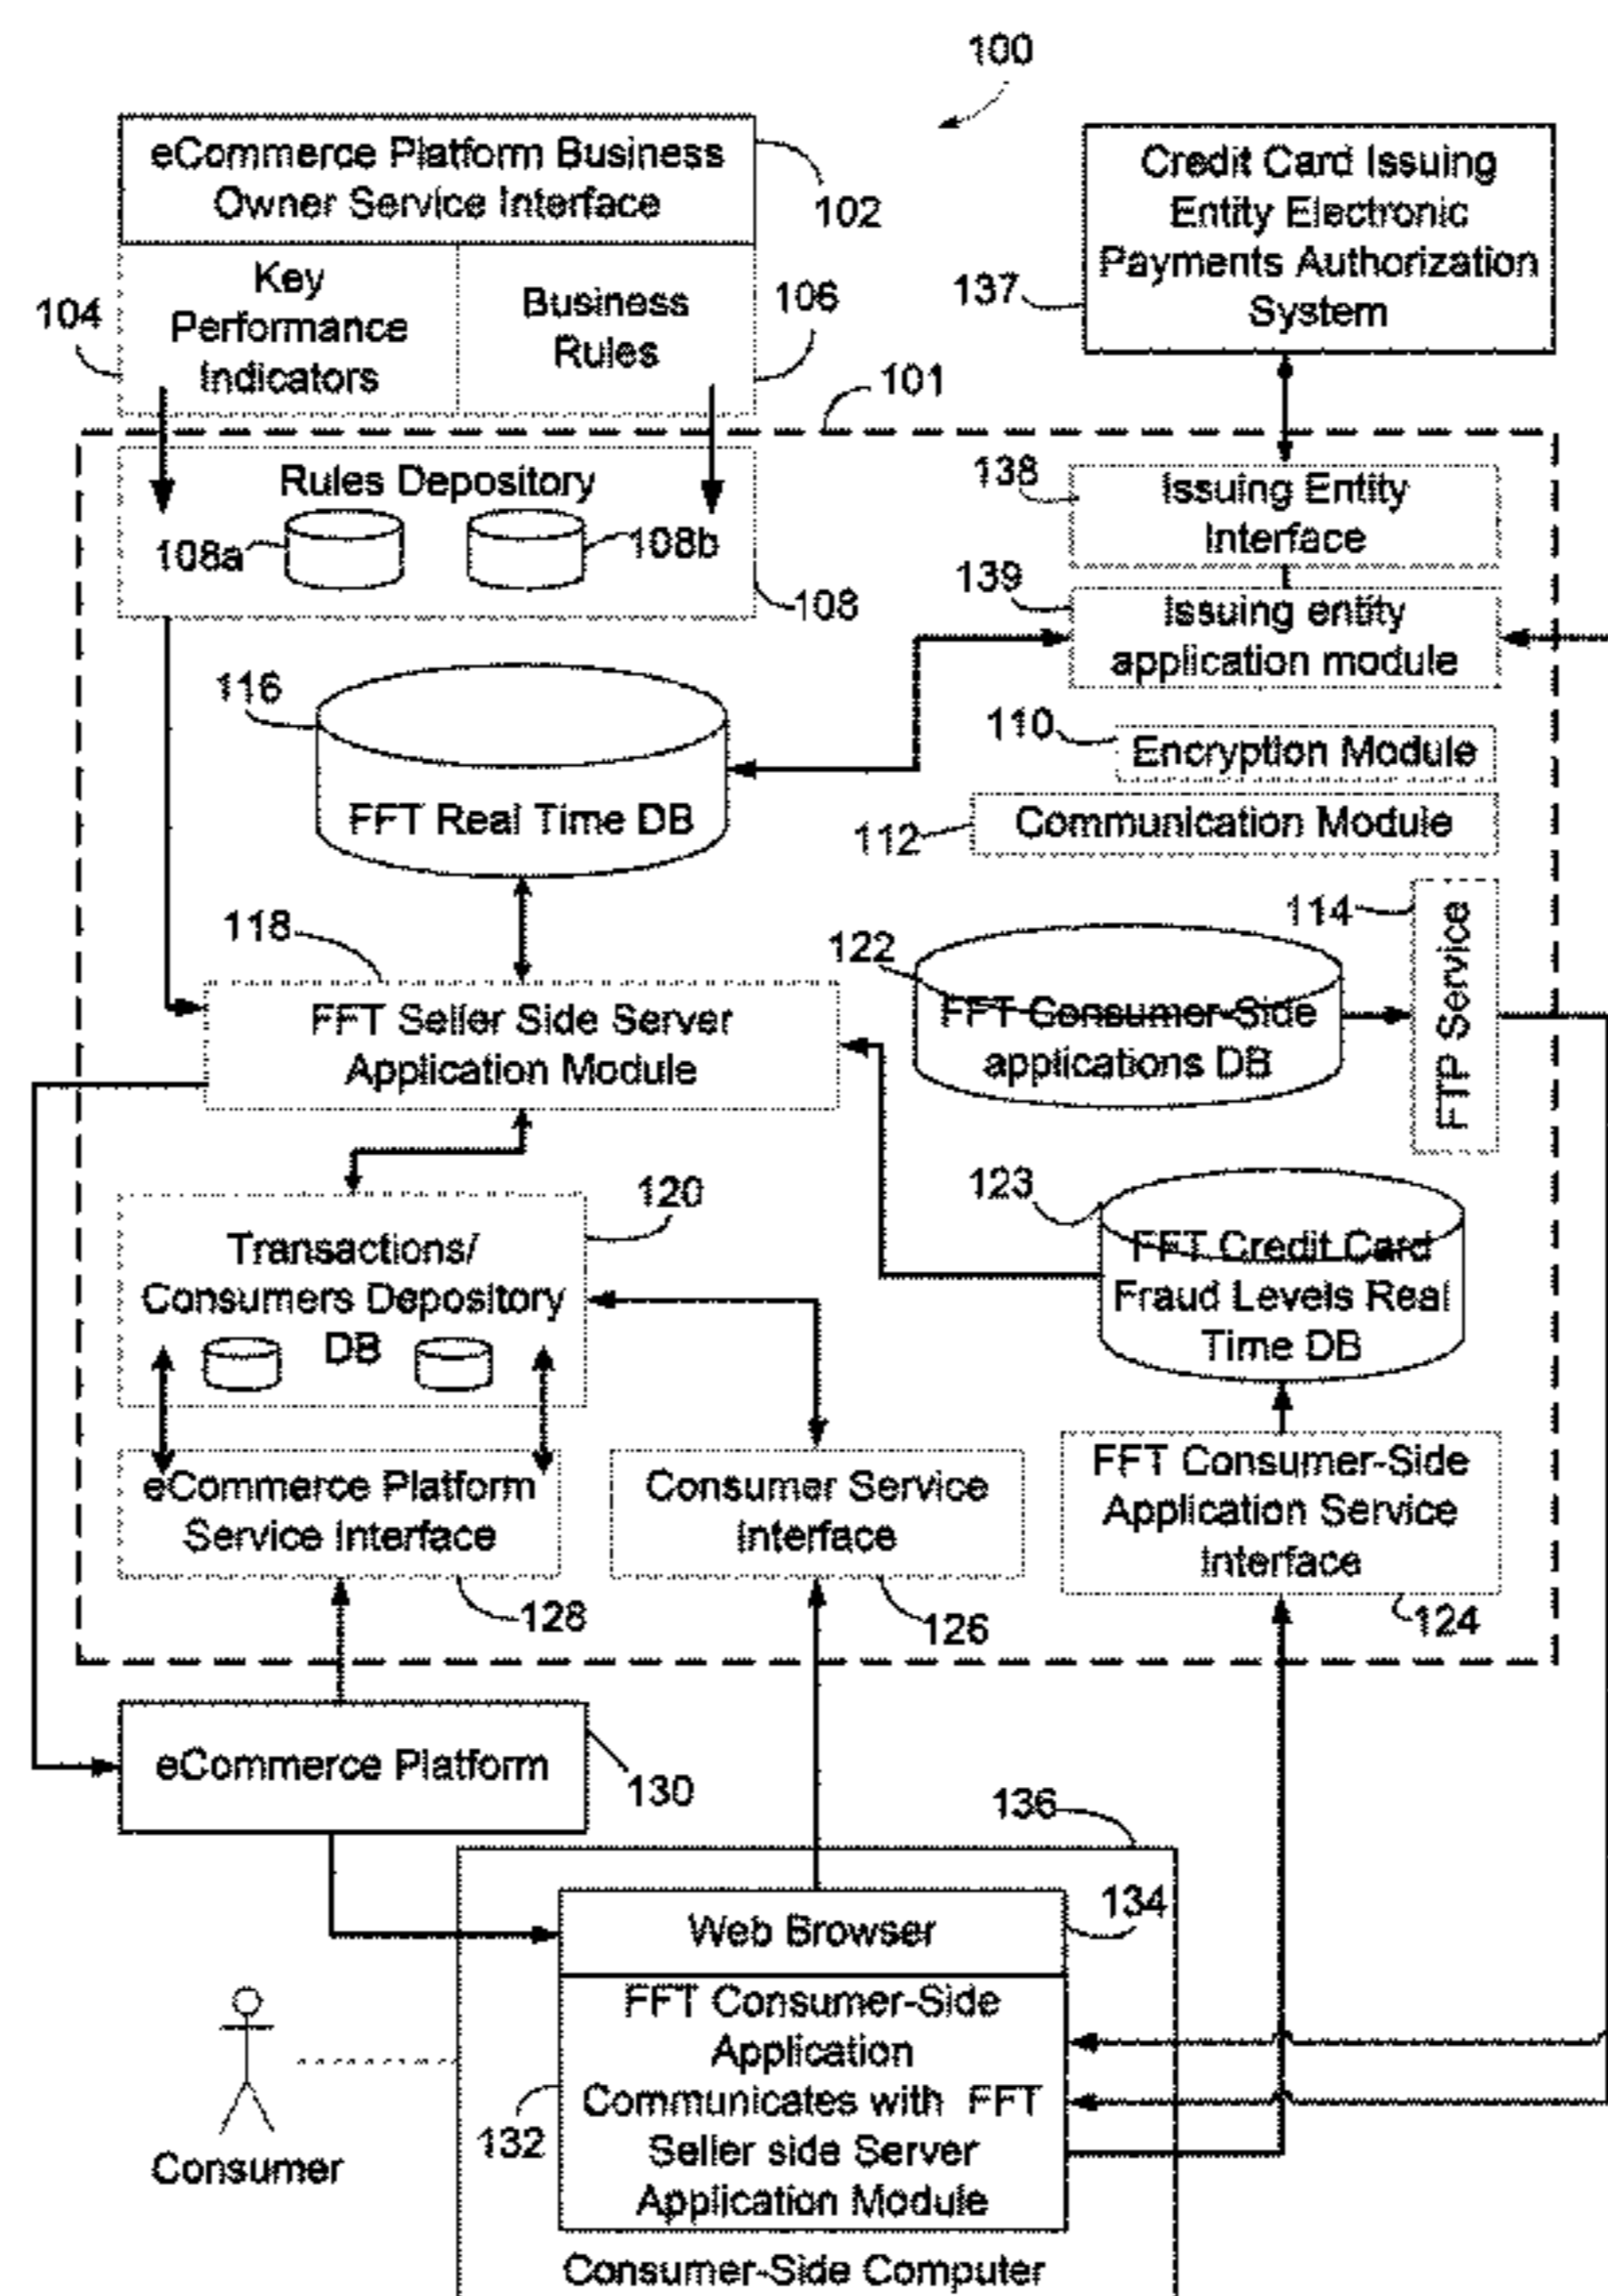 100
eCommerce Platform Business
Owner Service Interface
102
Key
Performance
Indicators
104
Business
Rules
106
Credit Card Issuing
Entity Electronic
Payments Authorization
System
137
101
Rules Depository
108a
108b
108
138
Issuing Entity
Interface
139
Issuing entity
application module
116
FFT Real Time DB
110
Encryption Module
112
Communication Module
114
FTP Service
118
FFT Seller Side Server
Application Module
122
FFT Consumer-Side
applications DB
120
Transactions/
Consumers Depository
DB
123
FFT Credit Card
Fraud Levels Real
Time DB
eCommerce Platform
Service Interface
128
Consumer Service
Interface
126
FFT Consumer-Side
Application Service
Interface
124
eCommerce Platform
130
136
Web Browser
134
FFT Consumer-Side
Application
Communicates with FFT
Seller side Server
Application Module
132
Consumer
Consumer-Side Computer